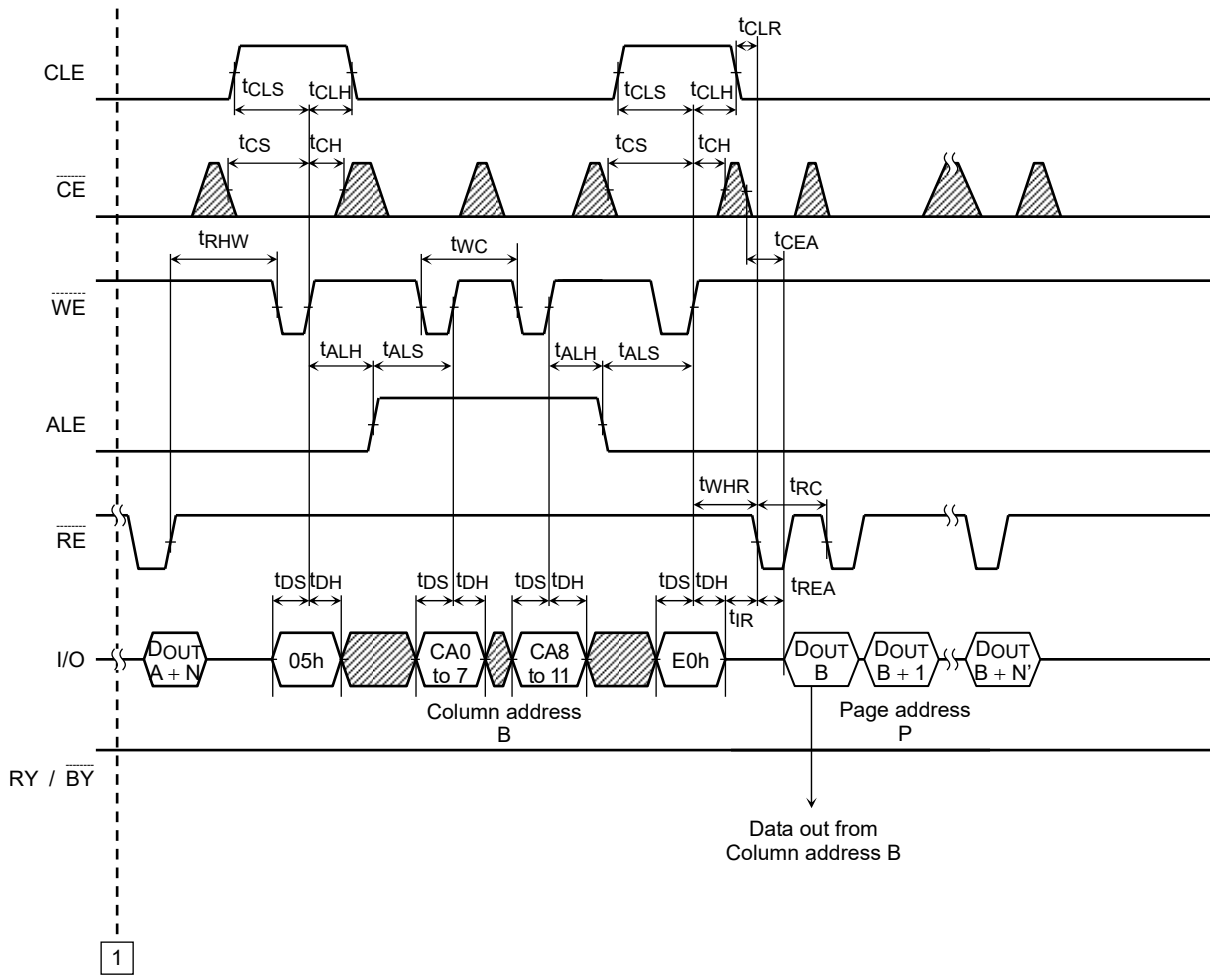 tCLR
CLE
tCLS tCLH tCLS tCLH
tCS tCH tCS tCH
CE
tRHW tWC tCEA
WE
tALH tALS tALH tALS
ALE
tWHR tRC
RE
tDS tDH tDS tDH tDS tDH tDS tDH tREA
tIR
I/O
DOUT
A + N
05h
CA0
to 7
CA8
to 11
E0h
DOUT
B
DOUT
B + 1
DOUT
B + N'
Column address
B
Page address
P
RY / BY
Data out from
Column address B
1